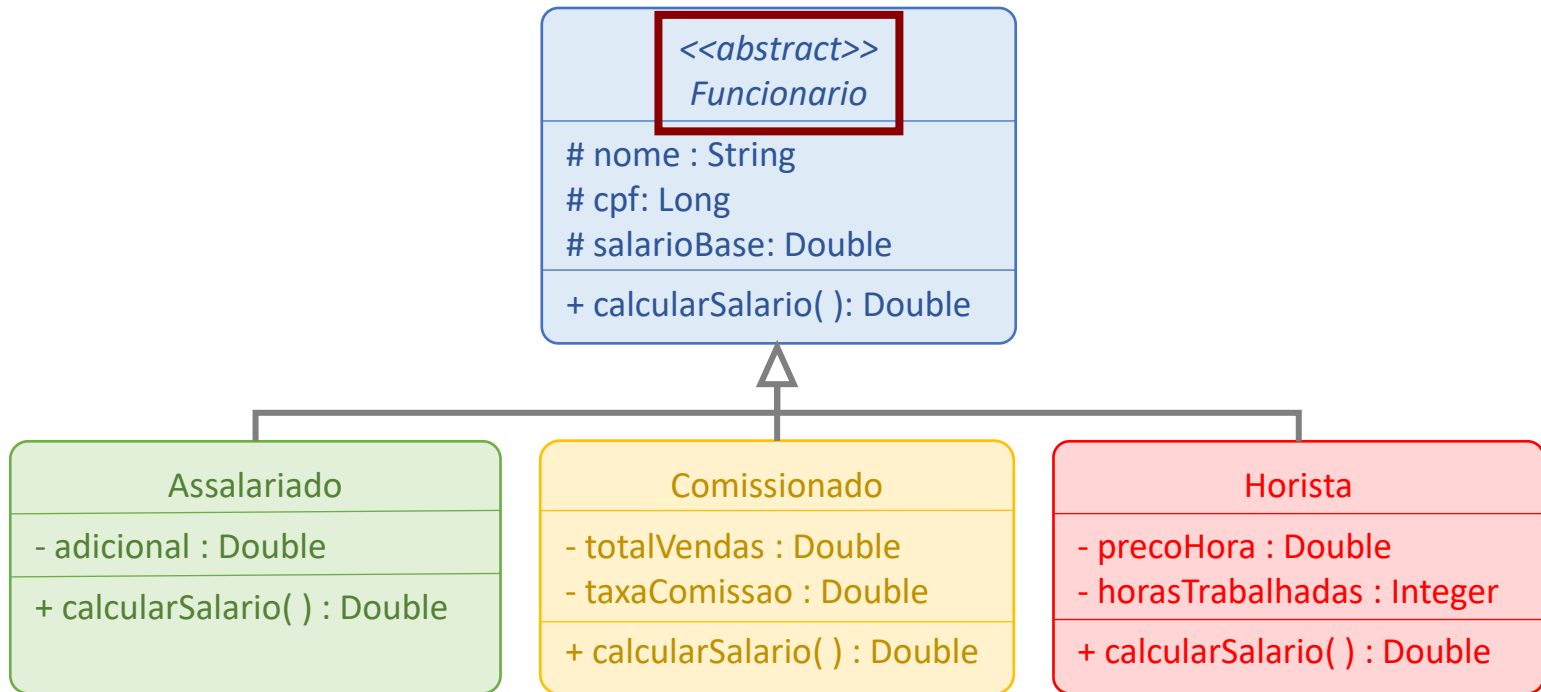 <<abstract>>
Funcionario
# nome : String
# cpf: Long
# salarioBase: Double
+ calcularSalario( ): Double
Assalariado
- adicional : Double
+ calcularSalario( ) : Double
Comissionado
- totalVendas : Double
- taxaComissao : Double
+ calcularSalario( ) : Double
Horista
- precoHora : Double
- horasTrabalhadas : Integer
+ calcularSalario( ) : Double